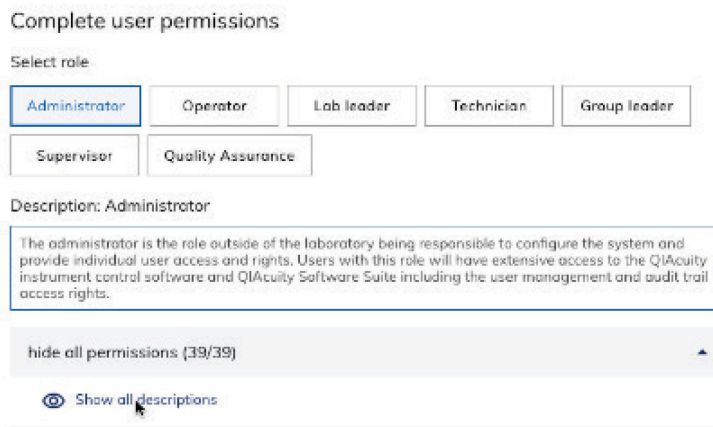 Complete user permissions
Select role
Administrator Operator Lab leader Technician Group leader
Supervisor Quality Assurance
Description: Administrator
The administrator is the role outside of the laboratory being responsible to configure the system and
provide individual user access and rights. Users with this role will have extensive access to the QIAcuity
instrument control software and QIAcuity Software Suite including the user management and audit trail
access rights.
hide all permissions (39/39)
Show all descriptions